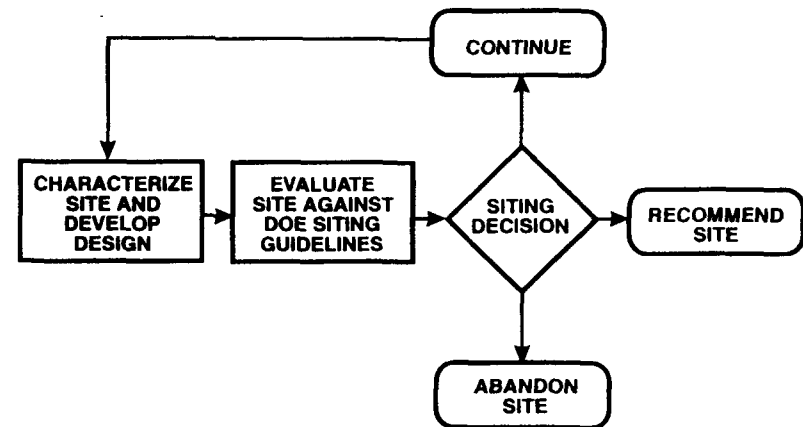 CONTINUE
CHARACTERIZE
SITE AND
DEVELOP
DESIGN
EVALUATE
SITE AGAINST
DOE SITING
GUIDELINES
SITING
DECISION
RECOMMEND
SITE
ABANDON
SITE